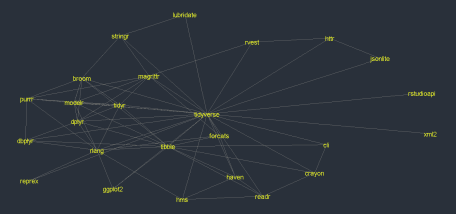 lubridate
stringr
rvest
httr
jsonlite
broom
magrittr
rstudioapi
purrr
modelr
tidyr
tidyverse
dplyr
forcats
xml2
dbplyr
rlang
tibble
cli
crayon
reprex
haven
ggplot2
hms
readr